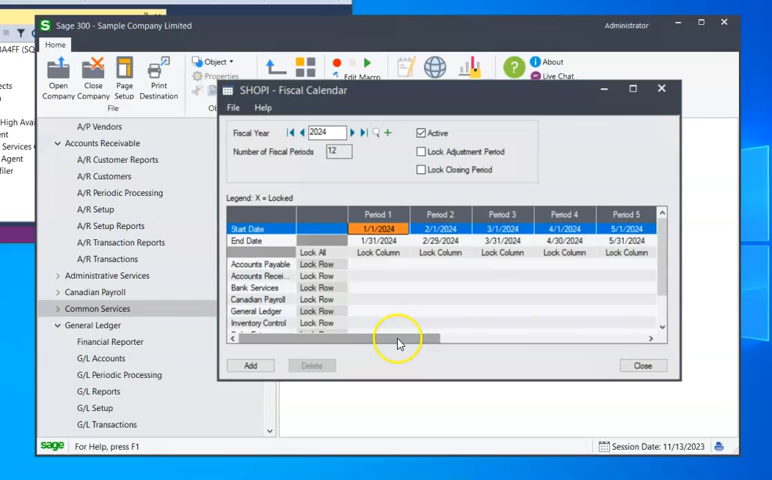 Sage 300 - Sample Company Limited
Administrator
Home
BA4FF (SQ
Open Company
Close Company
Page Setup
Print Destination
Object
Properties
Edit Macro
About
Live Chat
File
A/P Vendors
Accounts Receivable
A/R Customer Reports
A/R Customers
A/R Periodic Processing
A/R Setup
A/R Setup Reports
A/R Transaction Reports
A/R Transactions
Administrative Services
Canadian Payroll
Common Services
General Ledger
Financial Reporter
G/L Accounts
G/L Periodic Processing
G/L Reports
G/L Setup
G/L Transactions
SHOPI - Fiscal Calendar
File Help
Fiscal Year 2024 Active
Number of Fiscal Periods 12 Lock Adjustment Period
Lock Closing Period
Legend: X = Locked
Period 1 Period 2 Period 3 Period 4 Period 5
Start Date 1/1/2024 2/1/2024 3/1/2024 4/1/2024 5/1/2024
End Date 1/31/2024 2/29/2024 3/31/2024 4/30/2024 5/31/2024
Lock All Lock Column Lock Column Lock Column Lock Column Lock Column
Accounts Payable Lock Row
Accounts Recei... Lock Row
Bank Services Lock Row
Canadian Payroll Lock Row
General Ledger Lock Row
Inventory Control Lock Row
Lock Row
Add Delete Close
sage For Help, press F1
Session Date: 11/13/2023